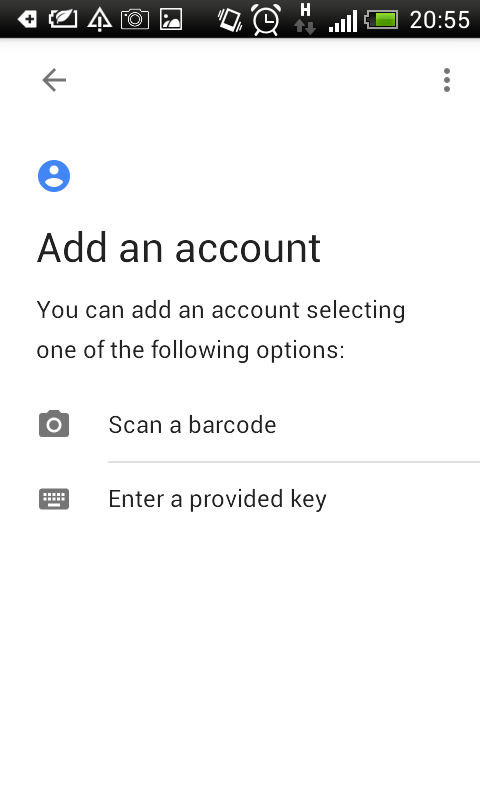 H 20:55
Add an account
You can add an account selecting
one of the following options:
Scan a barcode
Enter a provided key